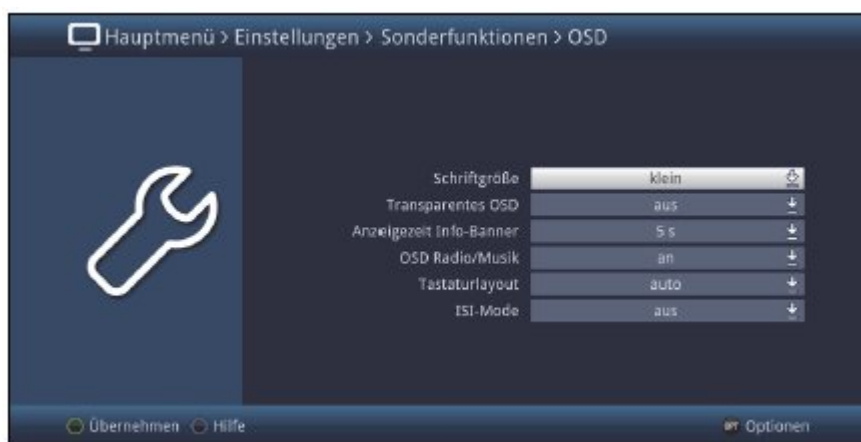 Hauptmenü > Einstellungen > Sonderfunktionen > OSD
Schriftgröße klein
Transparentes OSD aus
Anzeigezeit Info-Banner 5 s
OSD Radio/Musik an
Tastaturlayout auto
ISI-Mode aus
Übernehmen Hilfe OPT Optionen